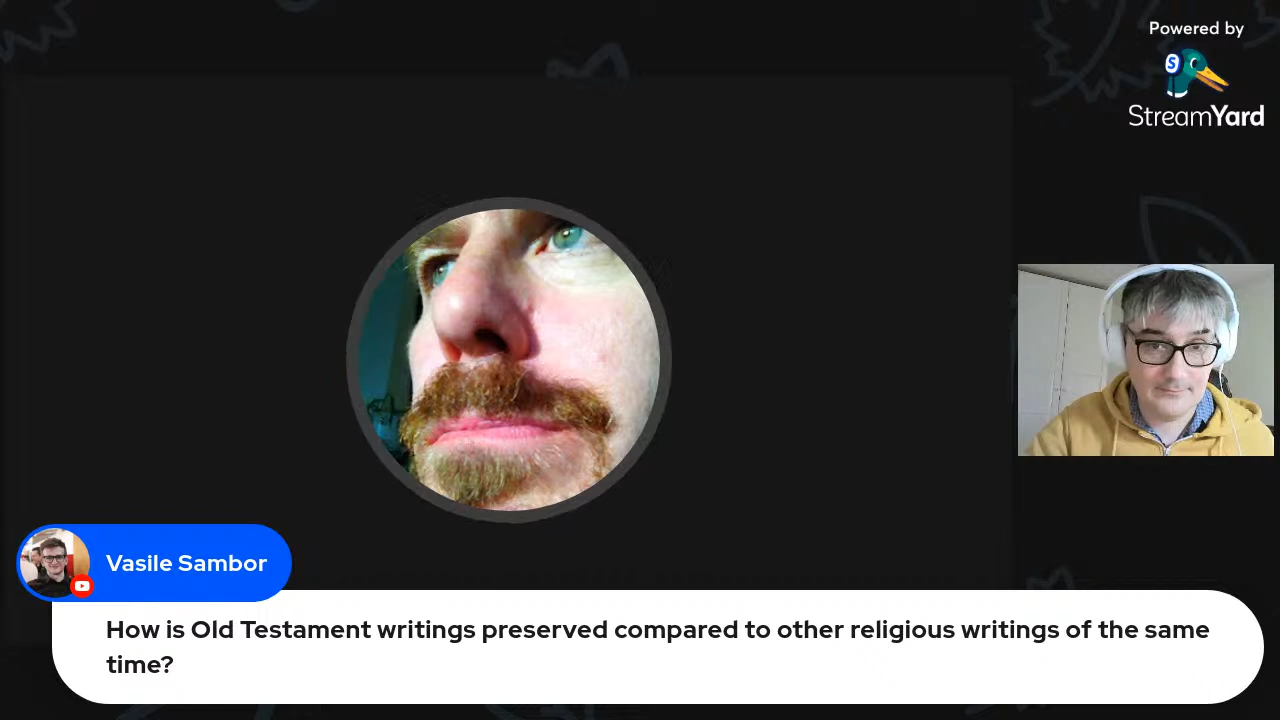 Powered by
S
StreamYard
Vasile Sambor
How is Old Testament writings preserved compared to other religious writings of the same
time?